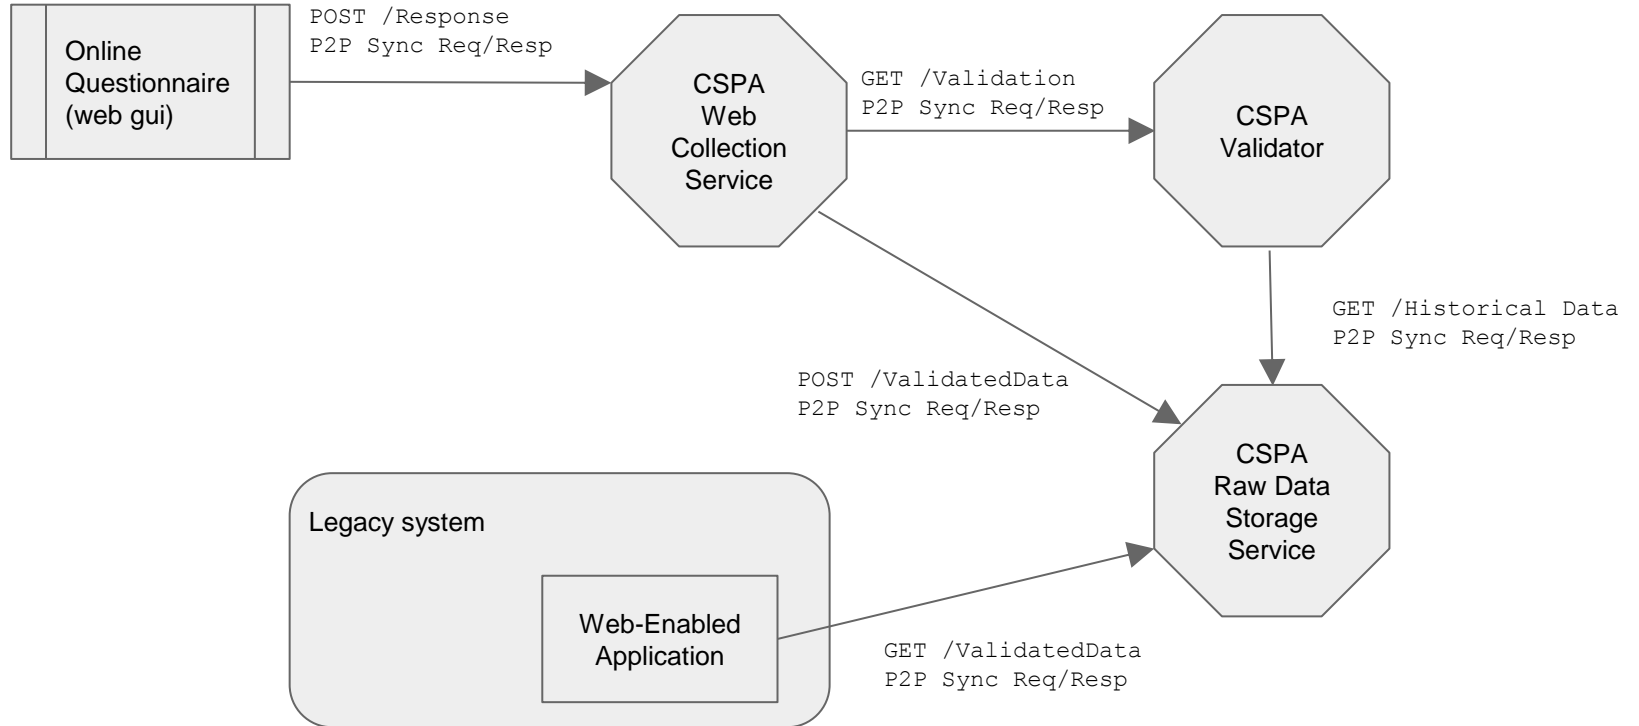 POST /Response
P2P Sync Req/Resp
Online
Questionnaire
(web gui)
CSPA
Web
Collection
Service
GET /Validation
P2P Sync Req/Resp
CSPA
Validator
GET /Historical Data
P2P Sync Req/Resp
POST /ValidatedData
P2P Sync Req/Resp
CSPA
Raw Data
Storage
Service
Legacy system
Web-Enabled
Application
GET /ValidatedData
P2P Sync Req/Resp